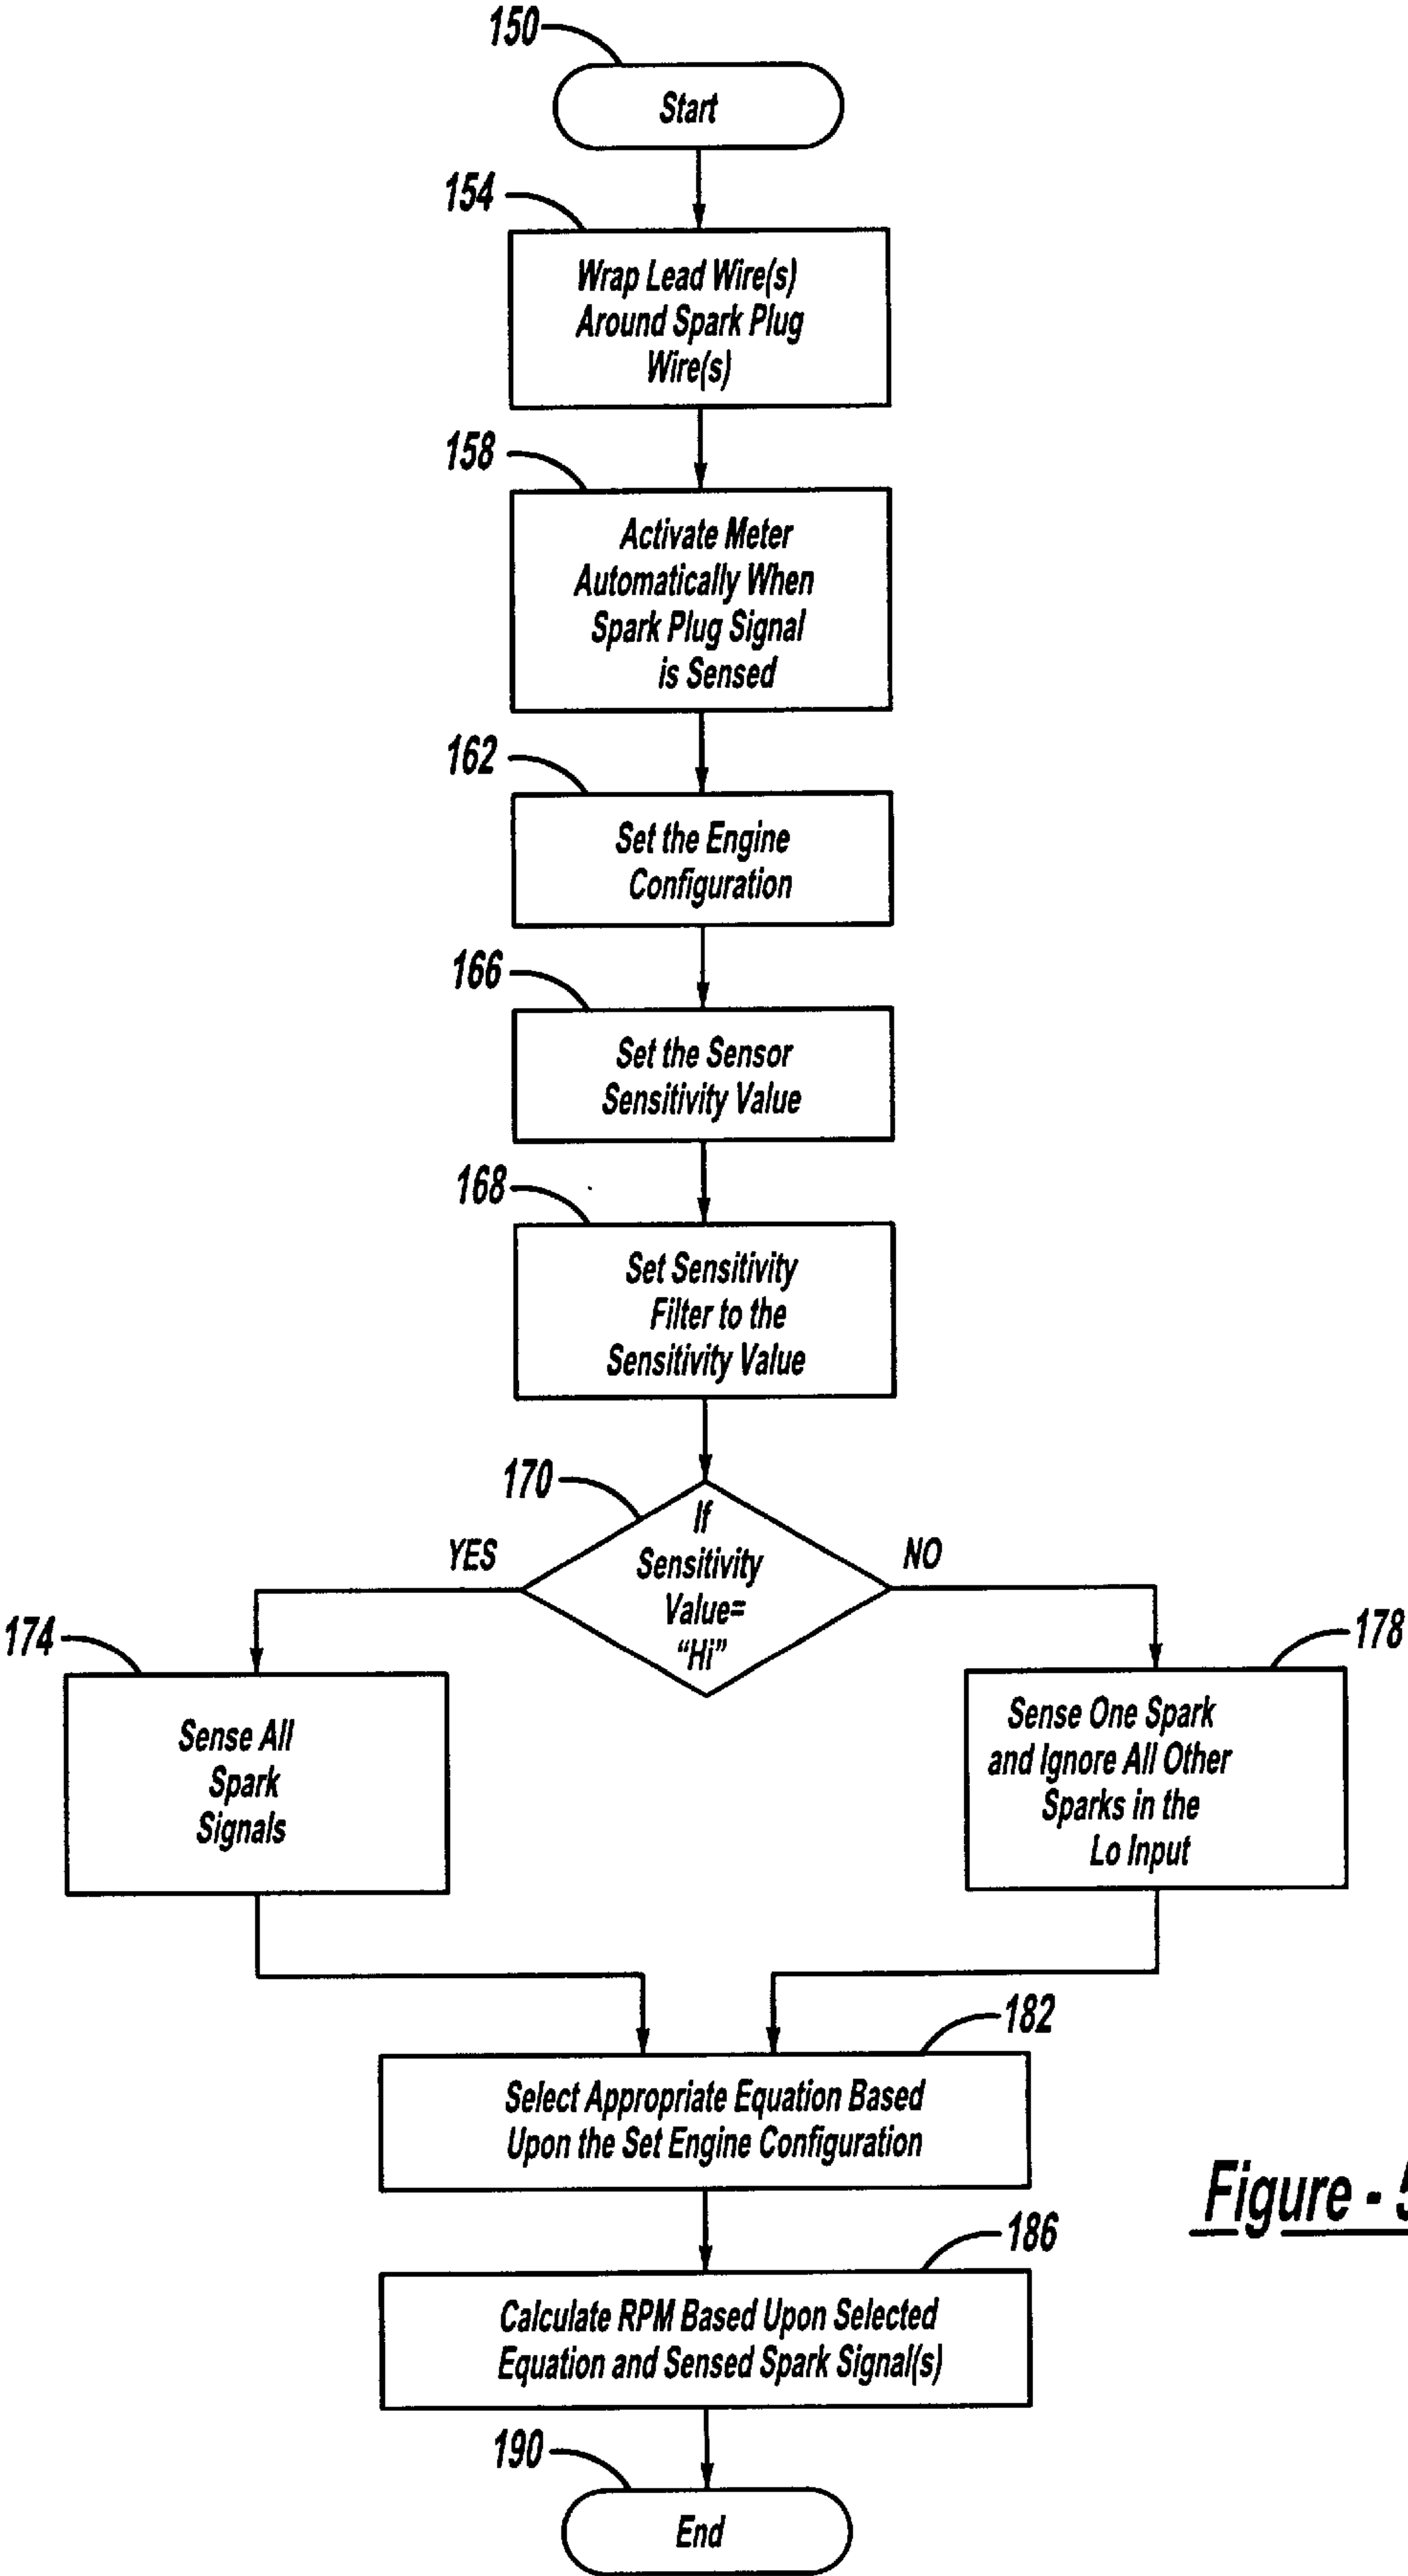 150
Start
154
Wrap Lead Wire(s)
Around Spark Plug
Wire(s)
158
Activate Meter
Automatically When
Spark Plug Signal
is Sensed
162
Set the Engine
Configuration
166
Set the Sensor
Sensitivity Value
168
Set Sensitivity
Filter to the
Sensitivity Value
170
If
Sensitivity
Value=
“Hi”
YES
NO
174
Sense All
Spark
Signals
178
Sense One Spark
and Ignore All Other
Sparks in the
Lo Input
182
Select Appropriate Equation Based
Upon the Set Engine Configuration
186
Calculate RPM Based Upon Selected
Equation and Sensed Spark Signal(s)
190
End
Figure - 5